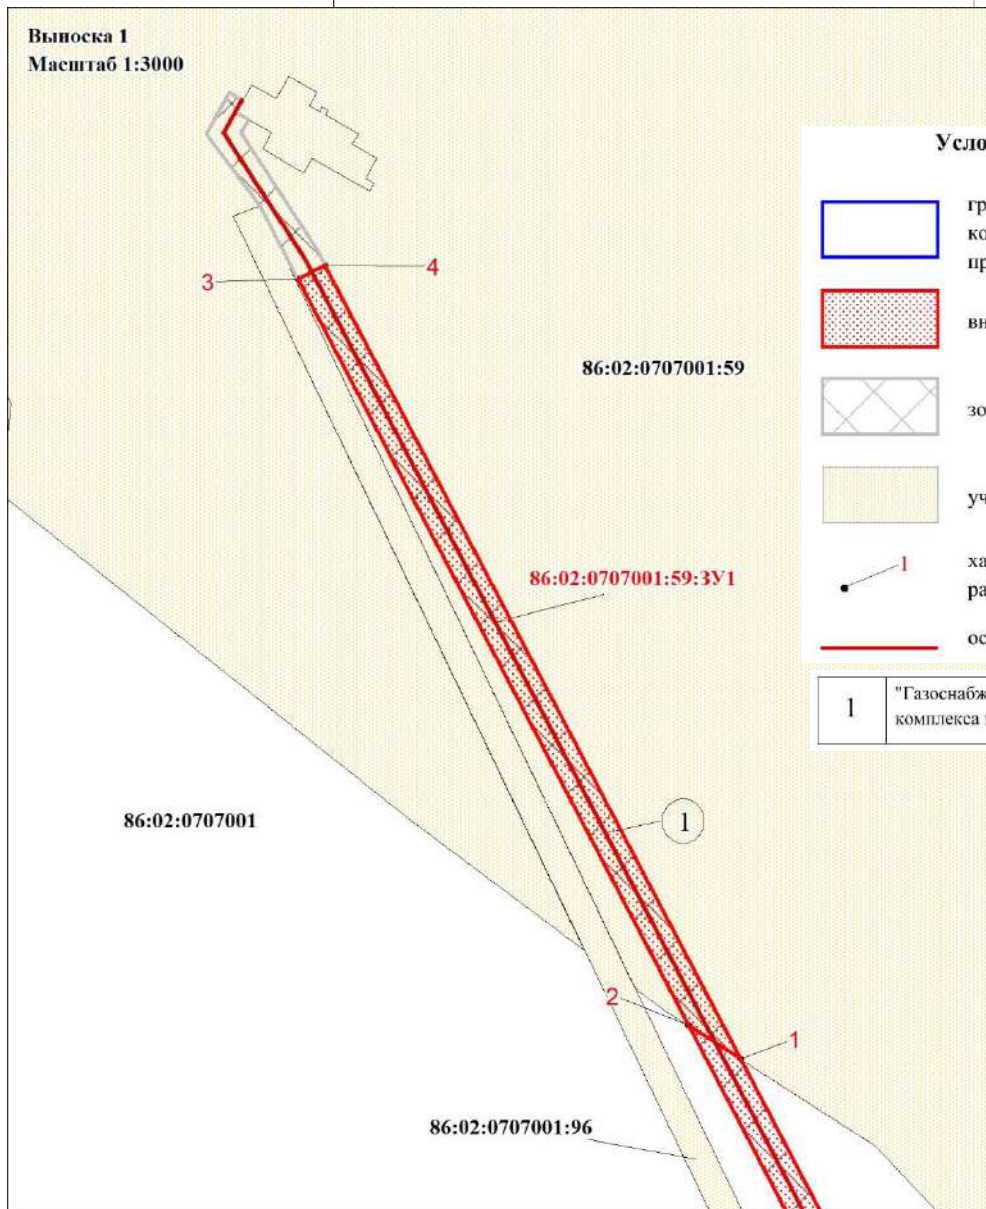 Выноска 1
Масштаб 1:3000
Усло
гр
ко
пр
вн
зо
уч
1
ха
ра
ос
1
"Газоснабж
комплекса
3
4
86:02:0707001:59
86:02:0707001:59:ЗУ1
86:02:0707001
1
2
1
86:02:0707001:96